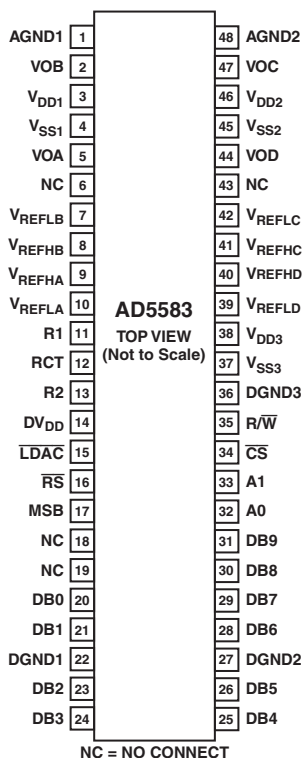 AGND1 1 48 AGND2
VOB 2 47 VOC
VDD1 3 46 VDD2
VSS1 4 45 VSS2
VOA 5 44 VOD
NC 6 43 NC
VREFLB 7 42 VREFLC
VREFHB 8 41 VREFHC
VREFHA 9 40 VREFHD
VREFLA 10 39 VREFLD
AD5583
R1 11 38 VDD3
TOP VIEW
(Not to Scale)
RCT 12 37 VSS3
R2 13 36 DGND3
DVDD 14 35 R/W̅
L̅D̅A̅C̅ 15 34 C̅S̅
R̅S̅ 16 33 A1
MSB 17 32 A0
NC 18 31 DB9
NC 19 30 DB8
DB0 20 29 DB7
DB1 21 28 DB6
DGND1 22 27 DGND2
DB2 23 26 DB5
DB3 24 25 DB4
NC = NO CONNECT